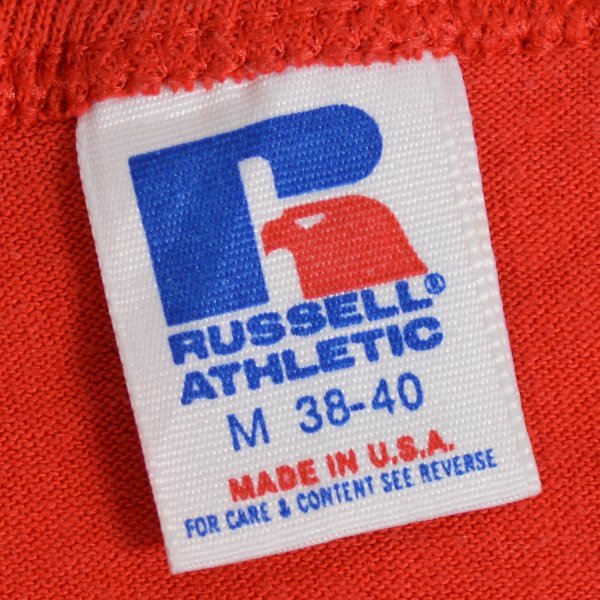 RUSSELL®
ATHLETIC
M 38-40
MADE IN U.S.A.
FOR CARE & CONTENT SEE REVERSE